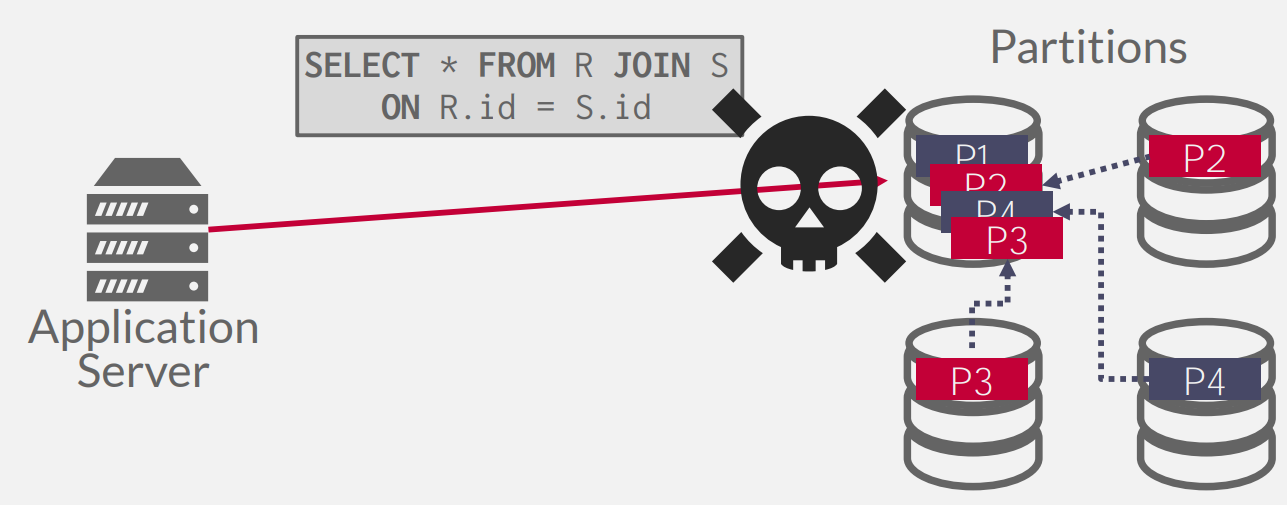 SELECT * FROM R JOIN S
ON R.id = S.id
Partitions
P1
P2
P4
P3
P2
Application
Server
P3
P4